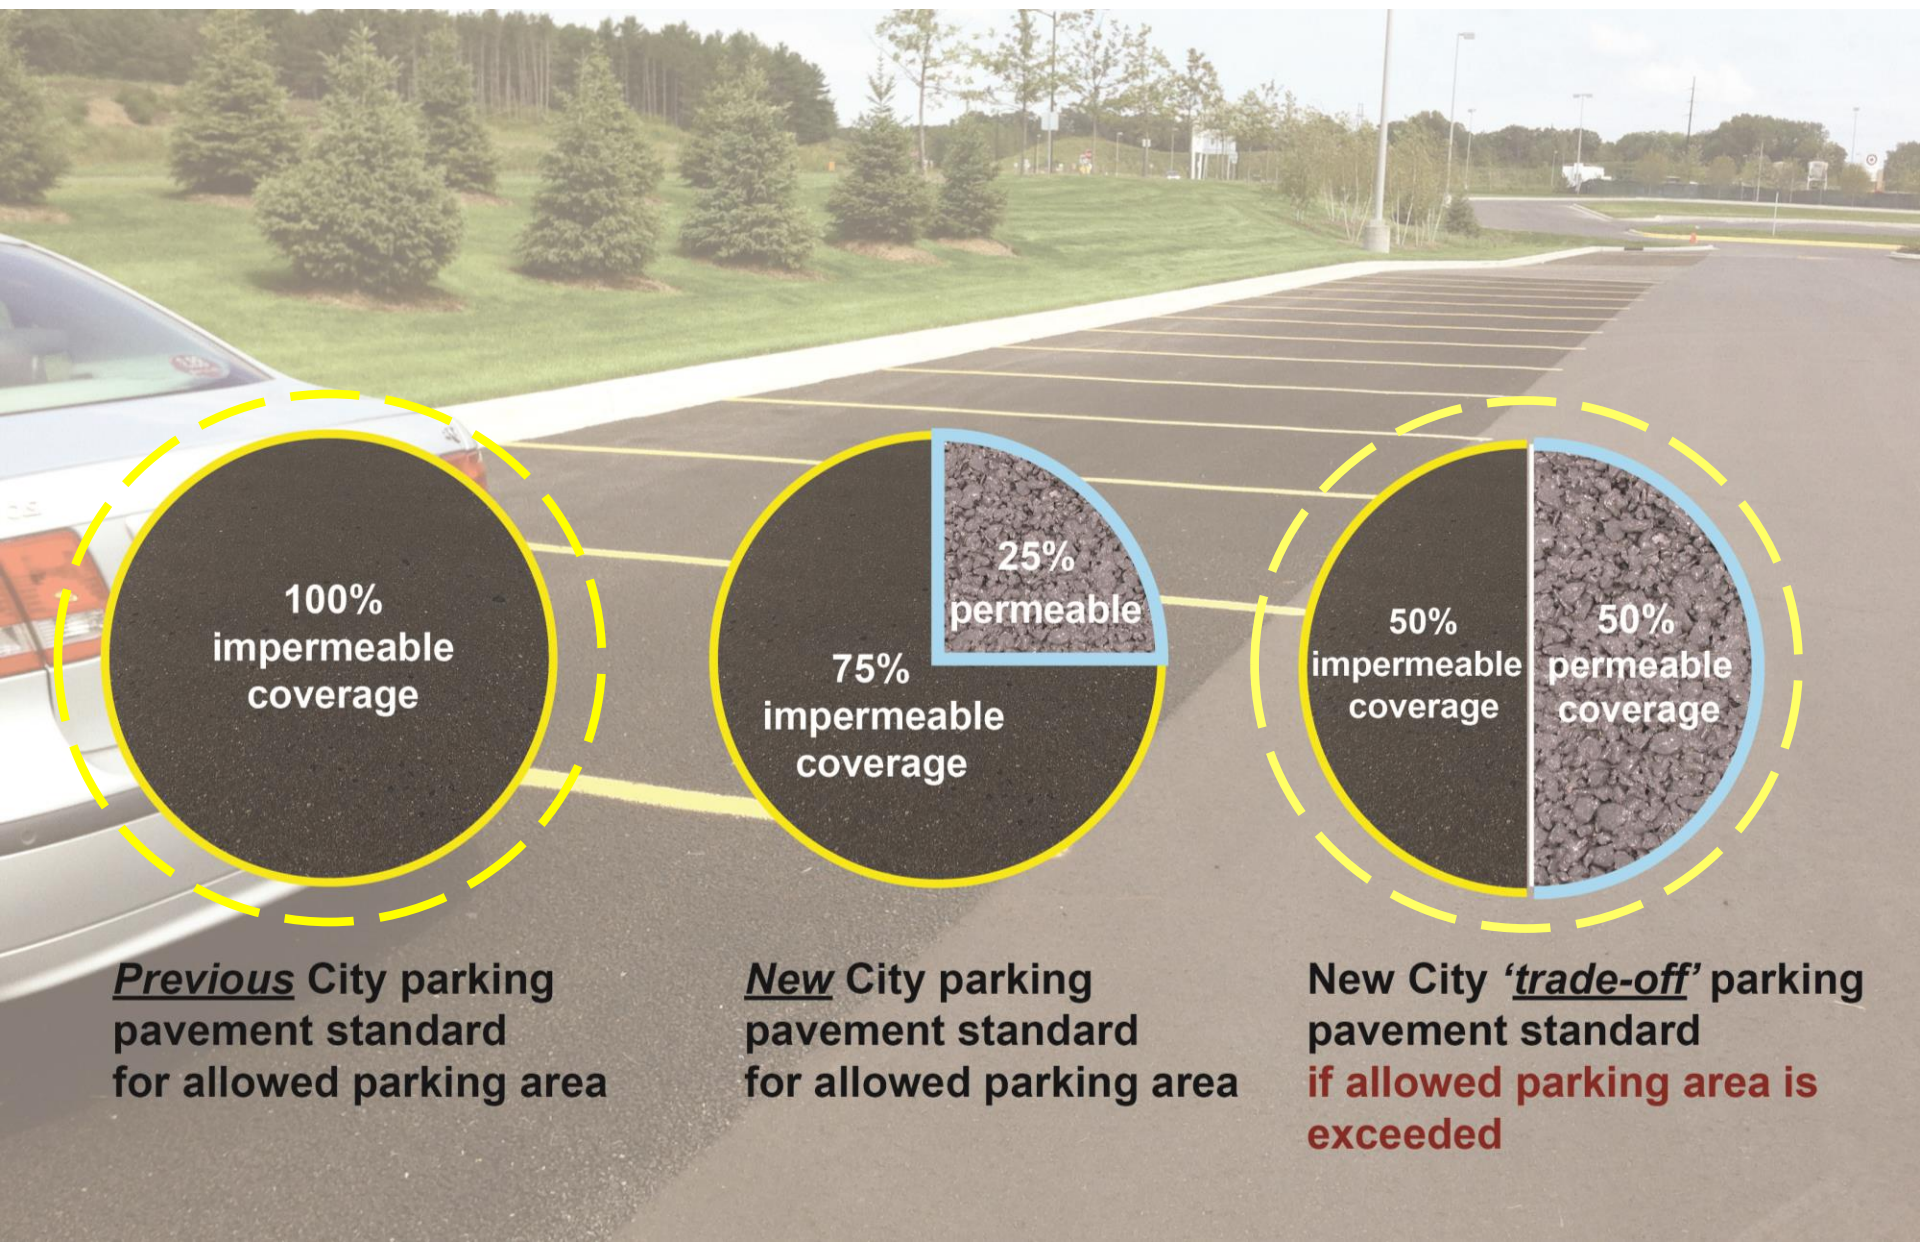 100%
impermeable
coverage
25%
permeable
75%
impermeable
coverage
50%
impermeable
coverage
50%
permeable
coverage
Previous City parking
pavement standard
for allowed parking area
New City parking
pavement standard
for allowed parking area
New City ‘trade-off’ parking
pavement standard
if allowed parking area is
exceeded